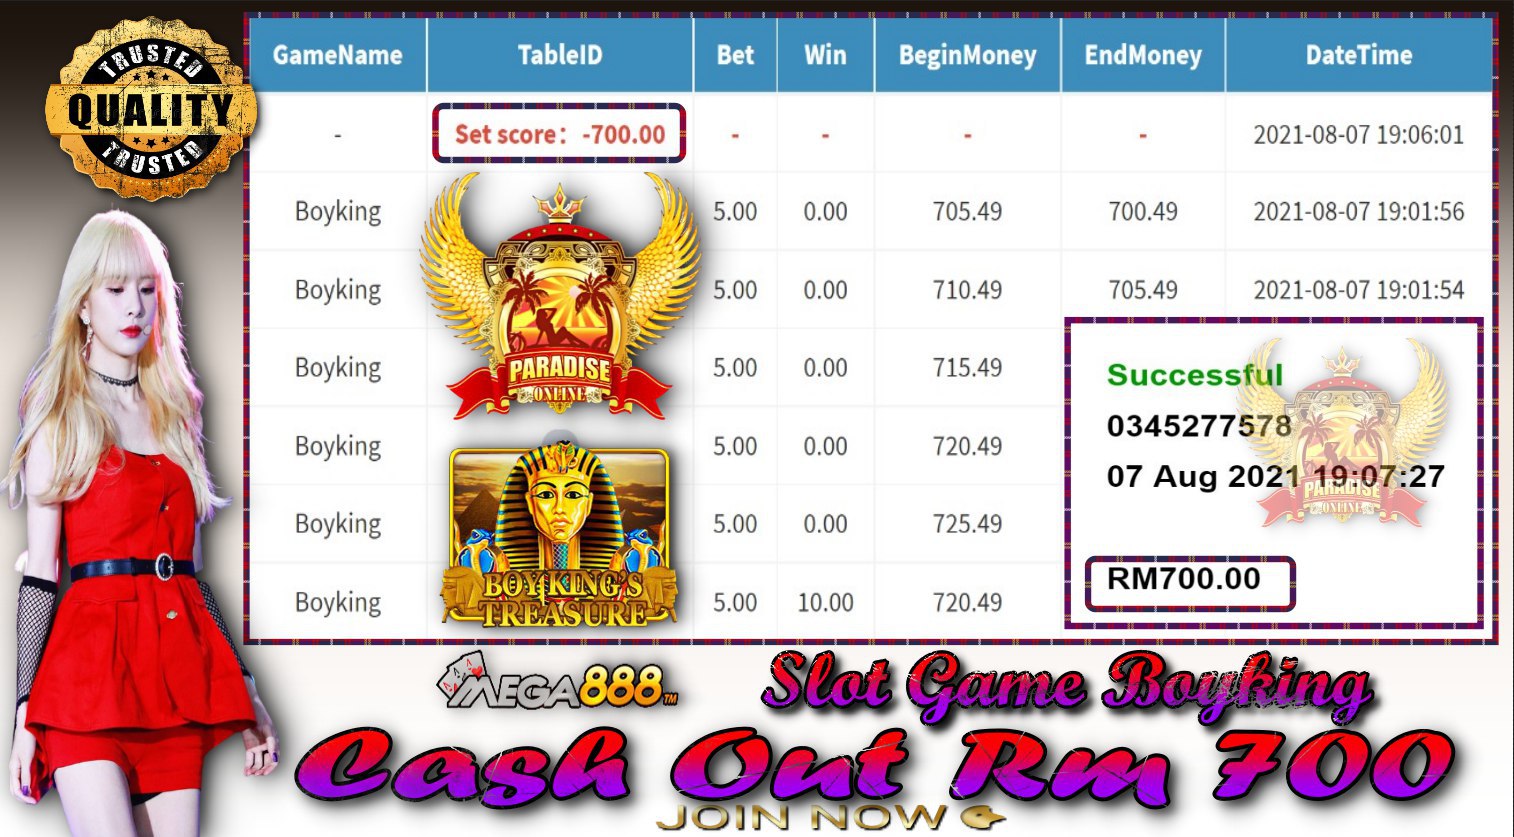 TRUSTED
QUALITY
TRUSTED
GameName TableID Bet Win BeginMoney EndMoney DateTime
- Set score: -700.00 - - - - 2021-08-07 19:06:01
Boyking 5.00 0.00 705.49 700.49 2021-08-07 19:01:56
Boyking 5.00 0.00 710.49 705.49 2021-08-07 19:01:54
Boyking 5.00 0.00 715.49
Boyking 5.00 0.00 720.49
Boyking 5.00 0.00 725.49
Boyking 5.00 10.00 720.49
PARADISE
ONLINE
BOYKING'S
TREASURE
Successful
0345277578
07 Aug 2021 19:07:27
PARADISE
ONLINE
RM700.00
MEGA888 TM
Slot Game Boyking
Cash Out Rm 700
JOIN NOW